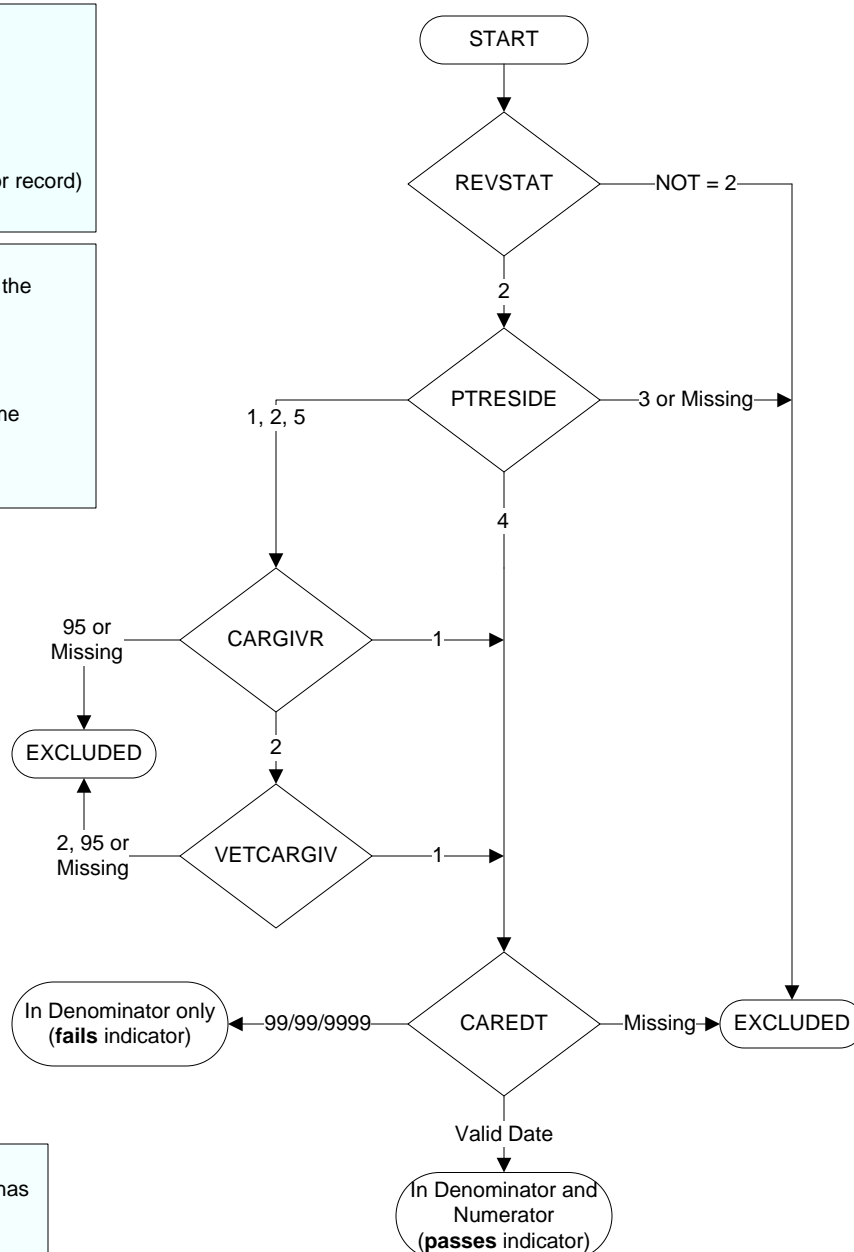 START
or record)
REVSTAT
NOT = 2
2
the
me
PTRESIDE
3 or Missing
1, 2, 5
4
95 or
Missing
CARGIVR
1
EXCLUDED
2
2, 95 or
Missing
VETCARGIV
1
In Denominator only
(fails indicator)
99/99/9999
CAREDT
Missing
EXCLUDED
Valid Date
has
In Denominator and
Numerator
(passes indicator)